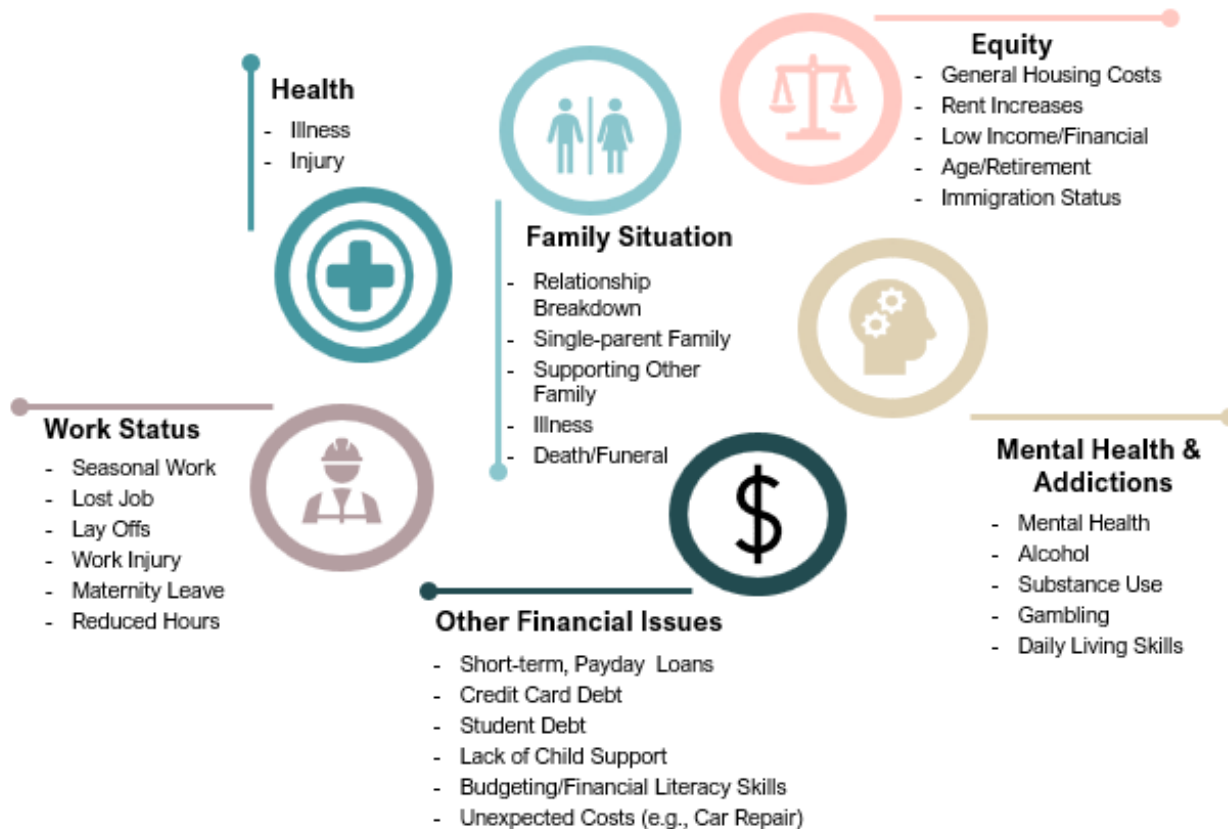 Health
- Illness
- Injury
Family Situation
- Relationship
Breakdown
- Single-parent Family
- Supporting Other
Family
- Illness
- Death/Funeral
Equity
- General Housing Costs
- Rent Increases
- Low Income/Financial
- Age/Retirement
- Immigration Status
Work Status
- Seasonal Work
- Lost Job
- Lay Offs
- Work Injury
- Maternity Leave
- Reduced Hours
$
Other Financial Issues
- Short-term, Payday Loans
- Credit Card Debt
- Student Debt
- Lack of Child Support
- Budgeting/Financial Literacy Skills
- Unexpected Costs (e.g., Car Repair)
Mental Health &
Addictions
- Mental Health
- Alcohol
- Substance Use
- Gambling
- Daily Living Skills